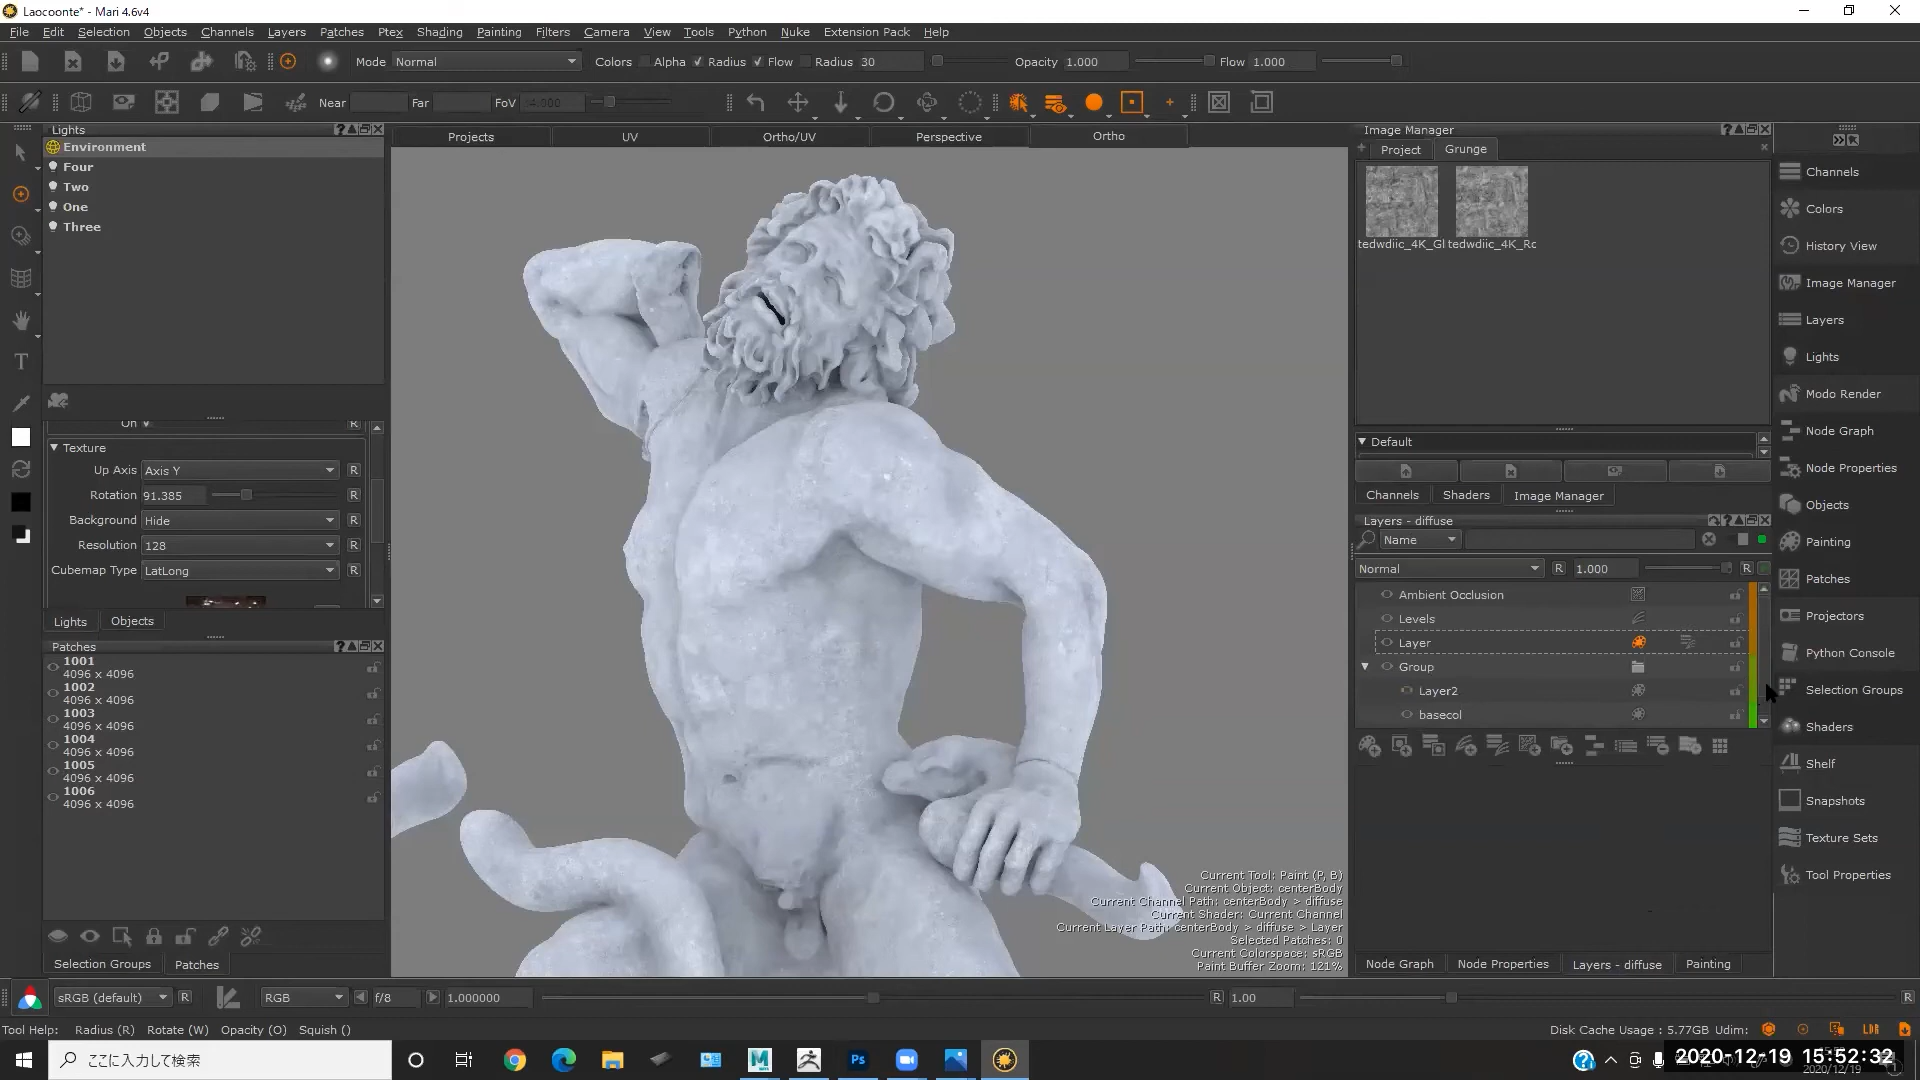 Laocoonte* - Mari 4.6v4
File Edit Selection Objects Channels Layers Patches Ptex Shading Painting Filters Camera View Tools Python Nuke Extension Pack Help
Mode Normal Colors Alpha Radius Flow Radius 30 Opacity 1.000 Flow 1.000
Near Far FoV
Lights
Environment
Four
Two
One
Three
On
Texture
Up Axis Axis Y R
Rotation 91.385 R
Background Hide R
Resolution 128 R
Cubemap Type LatLong R
Lights Objects
Patches
1001
4096 x 4096
1002
4096 x 4096
1003
4096 x 4096
1004
4096 x 4096
1005
4096 x 4096
1006
4096 x 4096
Selection Groups Patches
Projects UV Ortho/UV Perspective Ortho
Current Tool: Paint (P, B)
Current Object: centerBody
Current Channel Path: centerBody > diffuse
Current Shader: Current Channel
Current Layer Path: centerBody > diffuse > Layer
Selected Patches: 0
Current Colorspace: sRGB
Paint Buffer Zoom: 121%
Image Manager
Project Grunge
tedwdiic_4K_Gl tedwdiic_4K_Rc
Default
Channels Shaders Image Manager
Layers - diffuse
Name
Normal R 1.000 R
Ambient Occlusion
Levels
Layer
Group
Layer2
basecol
Node Graph Node Properties Layers - diffuse Painting
Channels
Colors
History View
Image Manager
Layers
Lights
Modo Render
Node Graph
Node Properties
Objects
Painting
Patches
Projectors
Python Console
Selection Groups
Shaders
Shelf
Snapshots
Texture Sets
Tool Properties
sRGB (default) R RGB f/8 1.000000 R 1.00 R
Tool Help: Radius (R) Rotate (W) Opacity (O) Squish ()
Disk Cache Usage : 5.77GB Udim:
ここに入力して検索
2020-12-19 15:52:32
2020/12/19